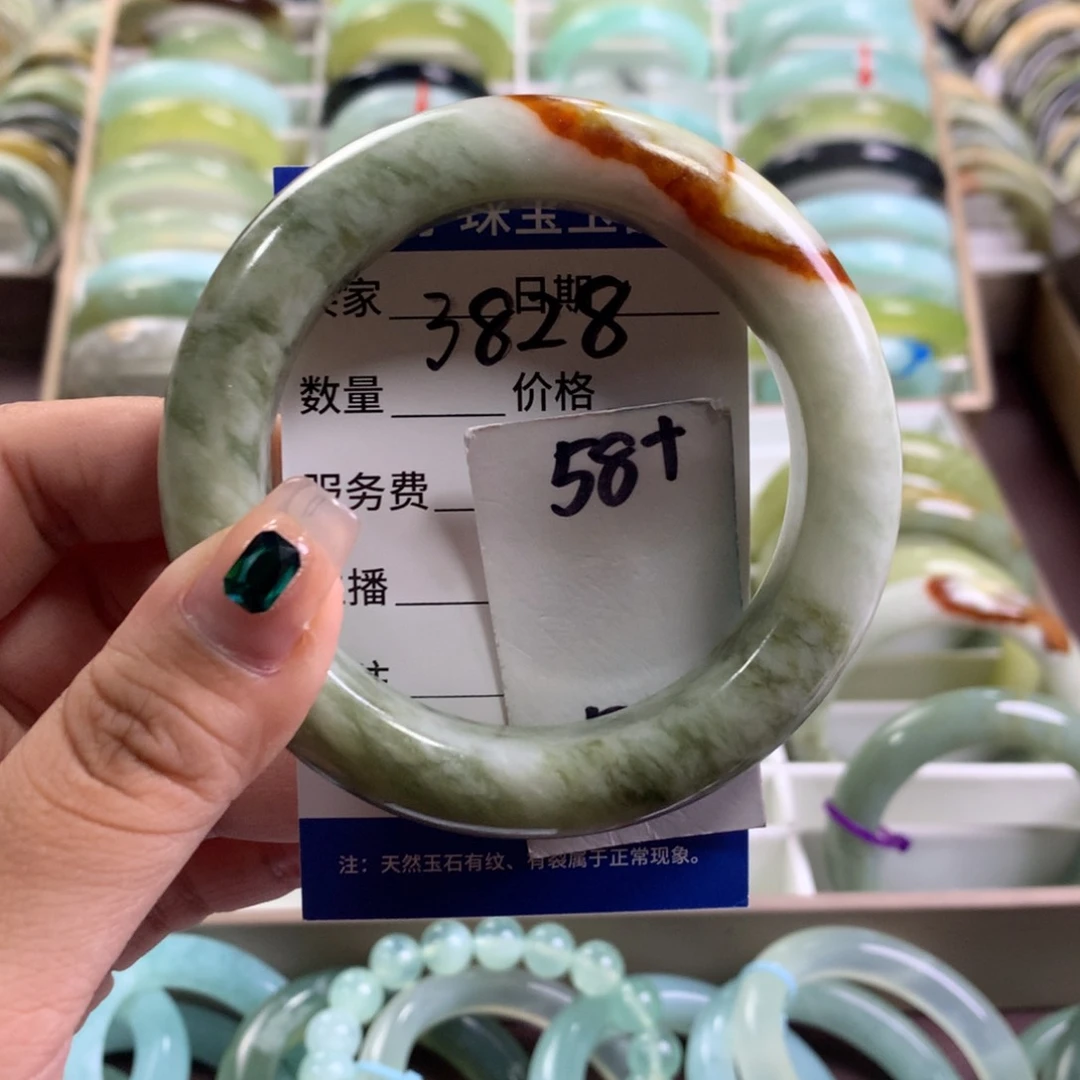 珠宝玉
家 日期
3828
数量 价格
58+
服务费
播
注：天然玉石有纹、有裂属于正常现象。